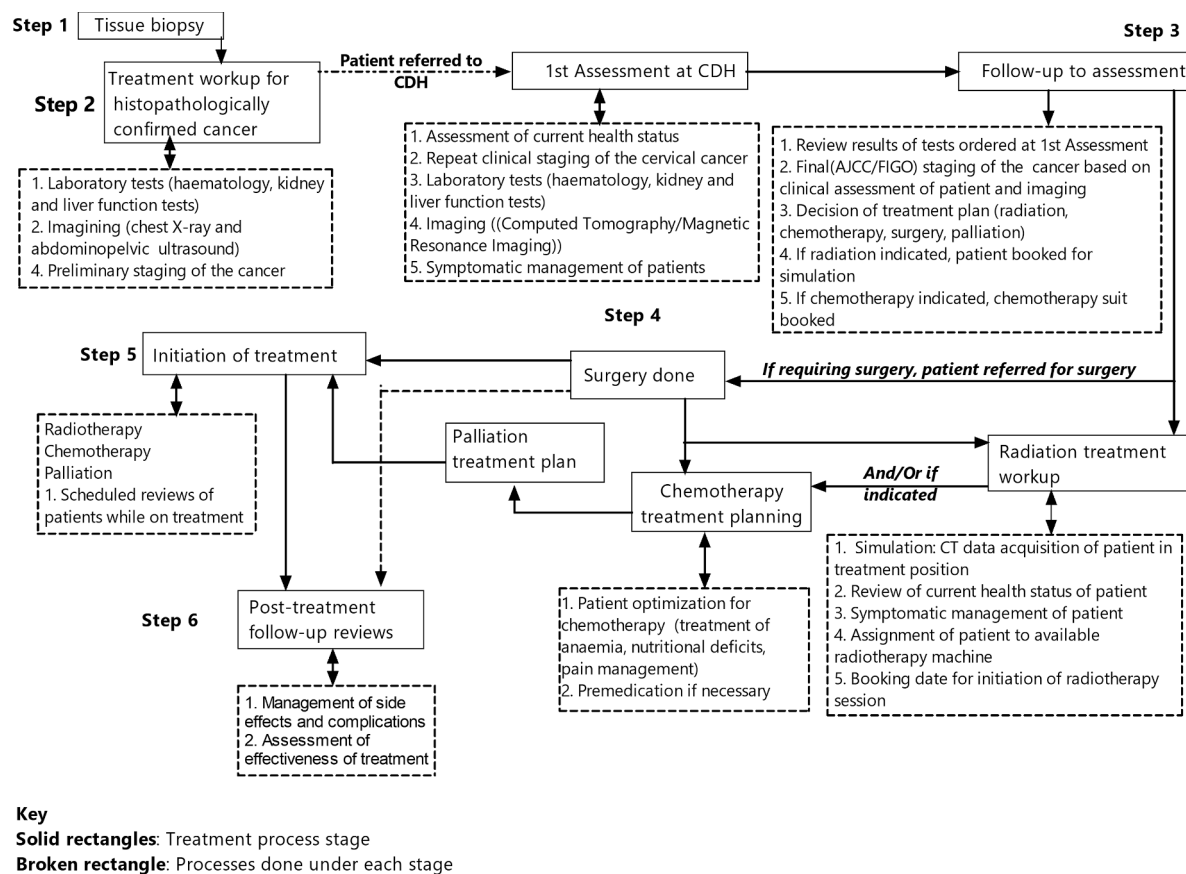 Step 1
Tissue biopsy
Step 2
Treatment workup for
histopathologically
confirmed cancer
1. Laboratory tests (haematology, kidney
and liver function tests)
2. Imagining (chest X-ray and
abdominopelvic ultrasound)
4. Preliminary staging of the cancer
Patient referred to
CDH
1st Assessment at CDH
1. Assessment of current health status
2. Repeat clinical staging of the cervical cancer
3. Laboratory tests (haematology, kidney and
liver function tests)
4. Imaging ((Computed Tomography/Magnetic
Resonance Imaging))
5. Symptomatic management of patients
Step 3
Follow-up to assessment
1. Review results of tests ordered at 1st Assessment
2. Final(AJCC/FIGO) staging of the cancer based on
clinical assessment of patient and imaging
3. Decision of treatment plan (radiation,
chemotherapy, surgery, palliation)
4. If radiation indicated, patient booked for
simulation
5. If chemotherapy indicated, chemotherapy suit
booked
Step 4
If requiring surgery, patient referred for surgery
Surgery done
Radiation treatment
workup
1. Simulation: CT data acquisition of patient in
treatment position
2. Review of current health status of patient
3. Symptomatic management of patient
4. Assignment of patient to available
radiotherapy machine
5. Booking date for initiation of radiotherapy
session
And/Or if
indicated
Chemotherapy
treatment planning
1. Patient optimization for
chemotherapy (treatment of
anaemia, nutritional deficits,
pain management)
2. Premedication if necessary
Palliation
treatment plan
Step 5
Initiation of treatment
Radiotherapy
Chemotherapy
Palliation
1. Scheduled reviews of
patients while on treatment
Step 6
Post-treatment
follow-up reviews
1. Management of side
effects and complications
2. Assessment of
effectiveness of treatment
Key
Solid rectangles: Treatment process stage
Broken rectangle: Processes done under each stage